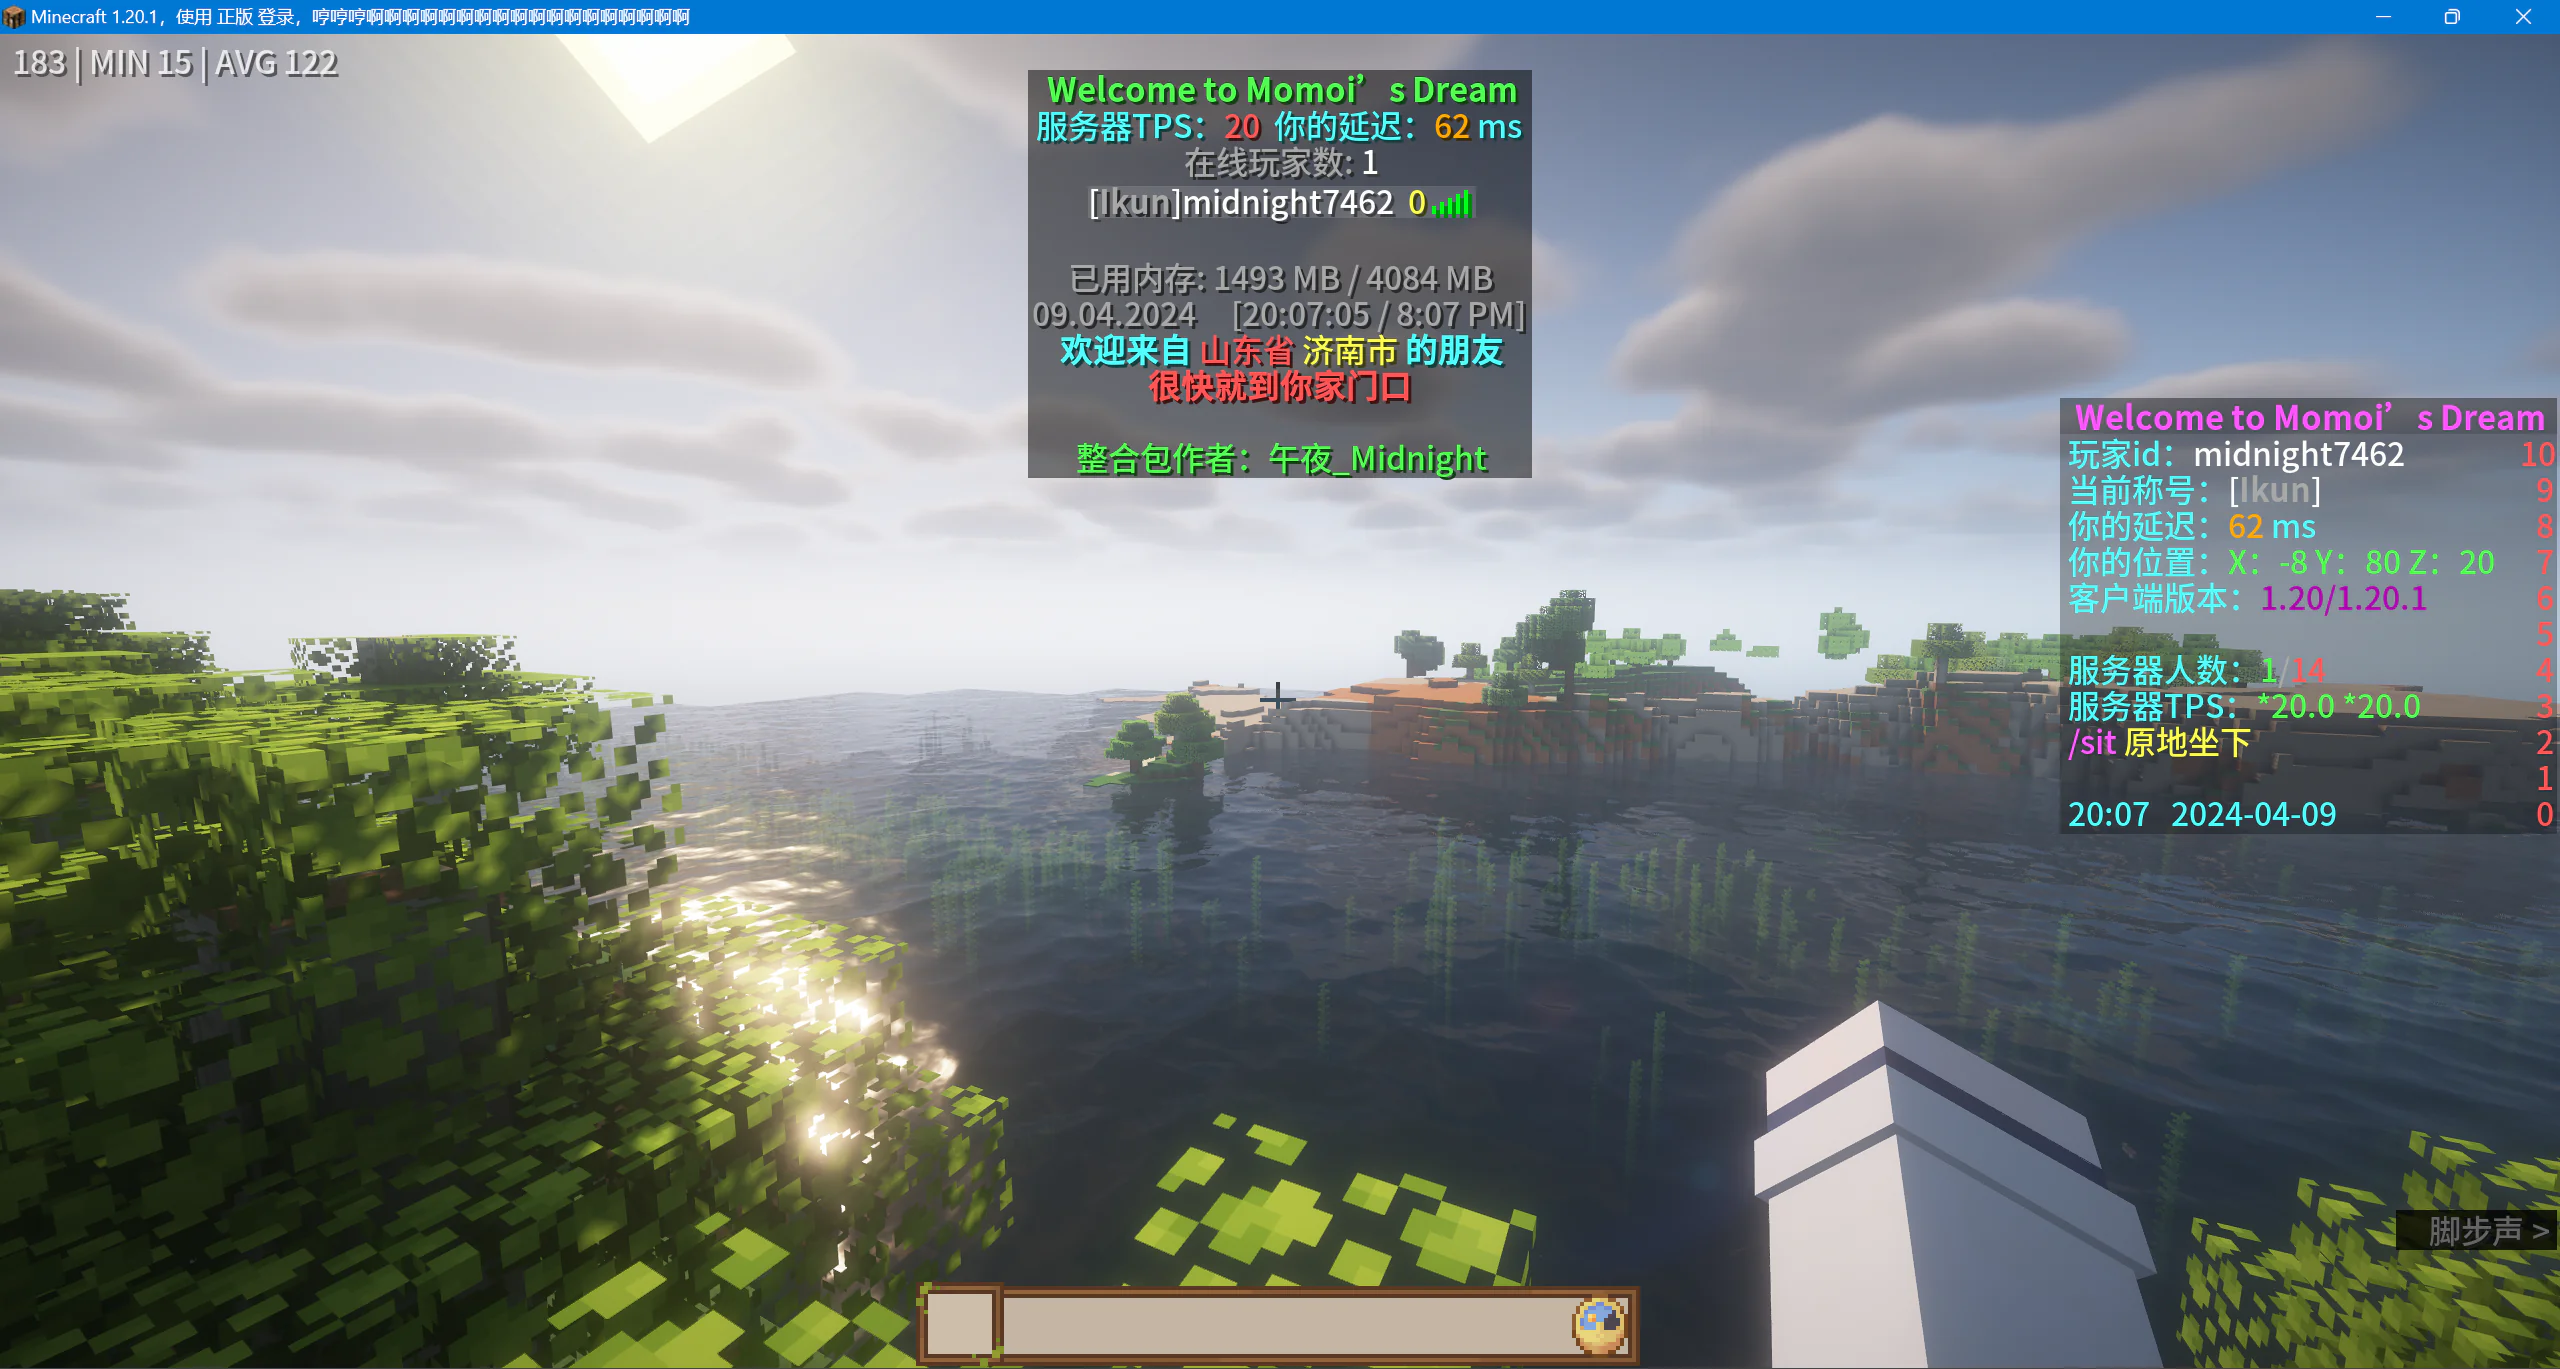 Minecraft 1.20.1，使用 正版 登录，哼哼哼啊啊啊啊啊啊啊啊啊啊啊啊啊啊啊啊啊啊
183 | MIN 15 | AVG 122
Welcome to Momoi’s Dream
服务器TPS：20 你的延迟：62 ms
在线玩家数: 1
[Ikun]midnight7462 0
已用内存: 1493 MB / 4084 MB
09.04.2024 [20:07:05 / 8:07 PM]
欢迎来自 山东省 济南市 的朋友
很快就到你家门口
整合包作者：午夜_Midnight
Welcome to Momoi’s Dream
玩家id：midnight7462 10
当前称号：[Ikun] 9
你的延迟：62 ms 8
你的位置：X：-8 Y：80 Z：20 7
客户端版本：1.20/1.20.1 6
5
服务器人数：1/14 4
服务器TPS：*20.0 *20.0 3
/sit 原地坐下 2
1
20:07 2024-04-09 0
脚步声 >